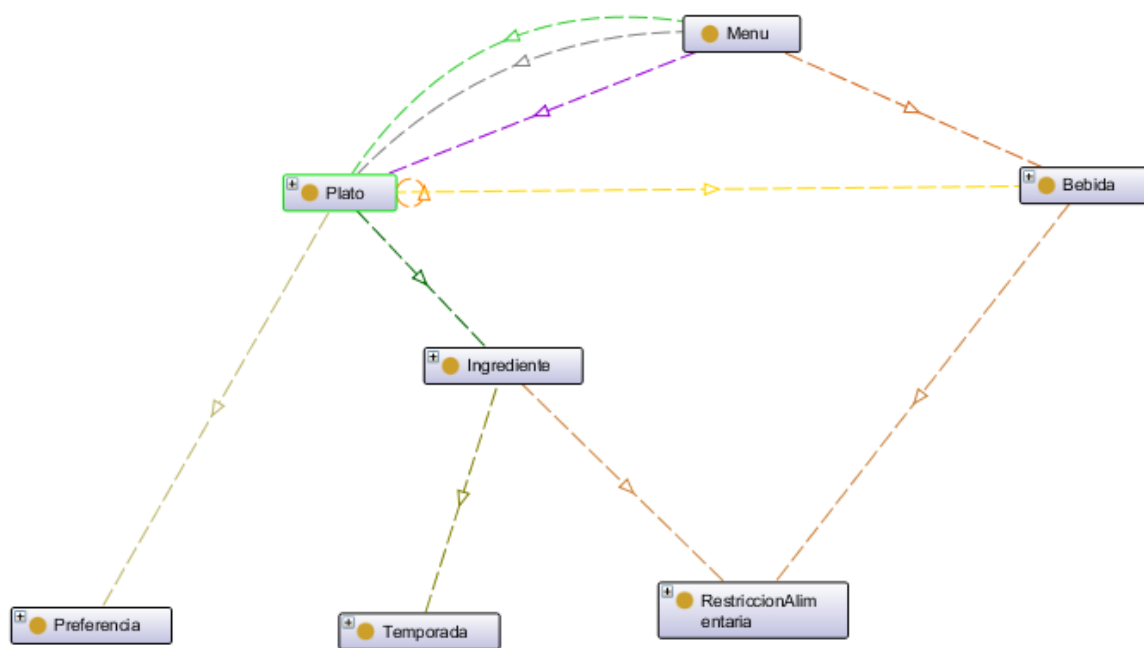 Menu
Plato
Bebida
Ingrediente
Preferencia
Temporada
RestriccionAlim
entaria